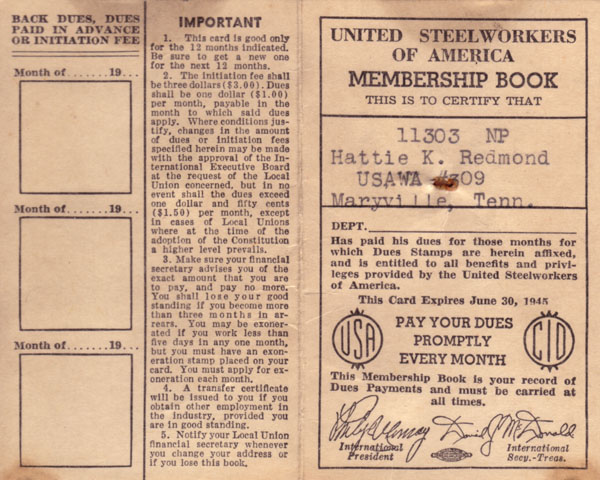 BACK DUES, DUES
PAID IN ADVANCE
OR INITIATION FEE
Month of.......19...
Month of.......19...
Month of.......19...
IMPORTANT
1. This card is good only
for the 12 months indicated.
Be sure to get a new one
for the next 12 months.
2. The initiation fee shall
be three dollars ($3.00). Dues
shall be one dollar ($1.00)
per month, payable in the
month to which said dues
apply. Where conditions jus-
tify, changes in the amount
of dues or initiation fees
specified herein may be made
with the approval of the In-
ternational Executive Board
at the request of the Local
Union concerned, but in no
event shall the dues exceed
one dollar and fifty cents
($1.50) per month, except
in cases of Local Unions
where at the time of the
adoption of the Constitution
a higher level prevails.
3. Make sure your financial
secretary advises you of the
exact amount that you are
to pay, and pay no more.
You shall lose your good
standing if you become more
than three months in ar-
rears. You may be exoner-
ated if you work less than
five days in any one month,
but you must have an exon-
eration stamp placed on your
card. You must apply for ex-
oneration each month.
4. A transfer certificate
will be issued to you if you
obtain other employment in
the industry, provided you
are in good standing.
5. Notify your Local Union
financial secretary whenever
you change your address or
if you lose this book.
UNITED STEELWORKERS
OF AMERICA
MEMBERSHIP BOOK
THIS IS TO CERTIFY THAT
11303 NP
Hattie K. Redmond
USAWA #309
Maryville, Tenn.
DEPT.
Has paid his dues for those months for
which Dues Stamps are herein affixed,
and is entitled to all benefits and privi-
leges provided by the United Steelworkers
of America.
This Card Expires June 30, 1945
USA
PAY YOUR DUES
PROMPTLY
EVERY MONTH
CIO
This Membership Book is your record of
Dues Payments and must be carried at
all times.
Philip Murray David J. McDonald
International
President
International
Secy.-Treas.